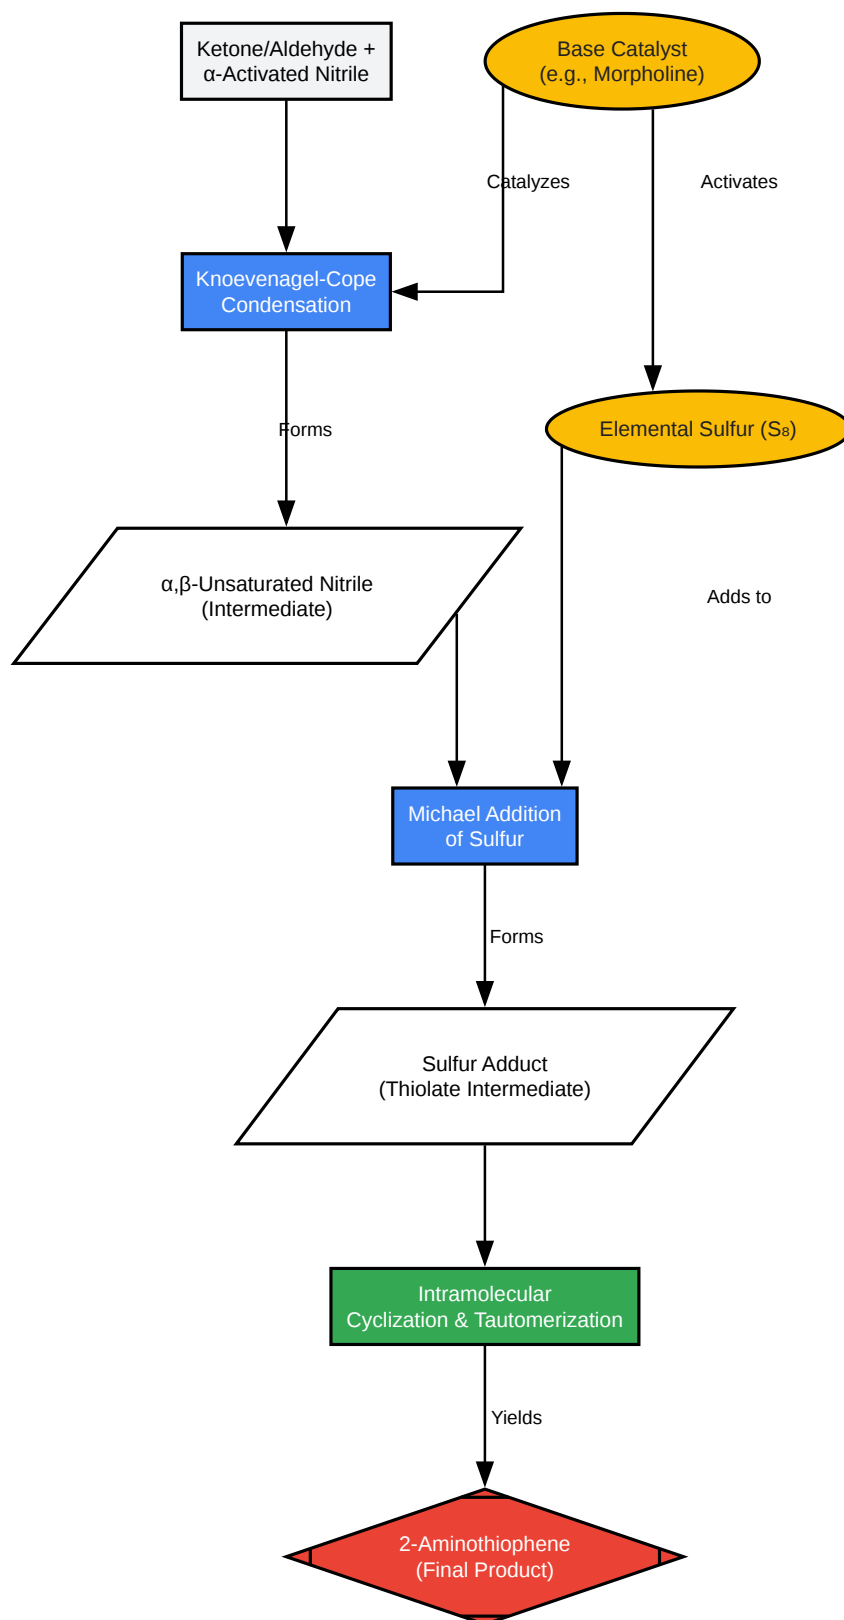 Ketone/Aldehyde +
α-Activated Nitrile
Base Catalyst
(e.g., Morpholine)
Catalyzes
Activates
Knoevenagel-Cope
Condensation
Forms
Elemental Sulfur (S₈)
α,β-Unsaturated Nitrile
(Intermediate)
Adds to
Michael Addition
of Sulfur
Forms
Sulfur Adduct
(Thiolate Intermediate)
Intramolecular
Cyclization & Tautomerization
Yields
2-Aminothiophene
(Final Product)